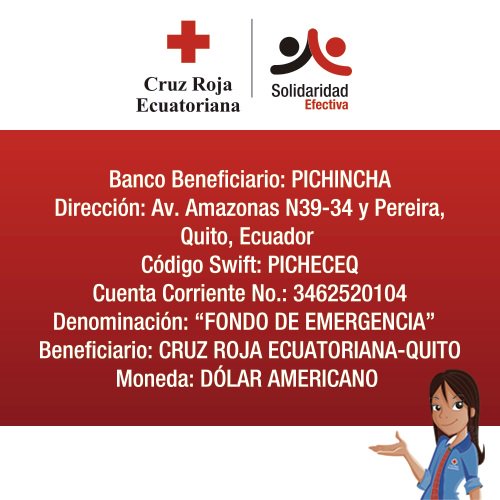 Cruz Roja
Ecuatoriana
Solidaridad
Efectiva
Banco Beneficiario: PICHINCHA
Dirección: Av. Amazonas N39-34 y Pereira,
Quito, Ecuador
Código Swift: PICHECEQ
Cuenta Corriente No.: 3462520104
Denominación: “FONDO DE EMERGENCIA”
Beneficiario: CRUZ ROJA ECUATORIANA-QUITO
Moneda: DÓLAR AMERICANO